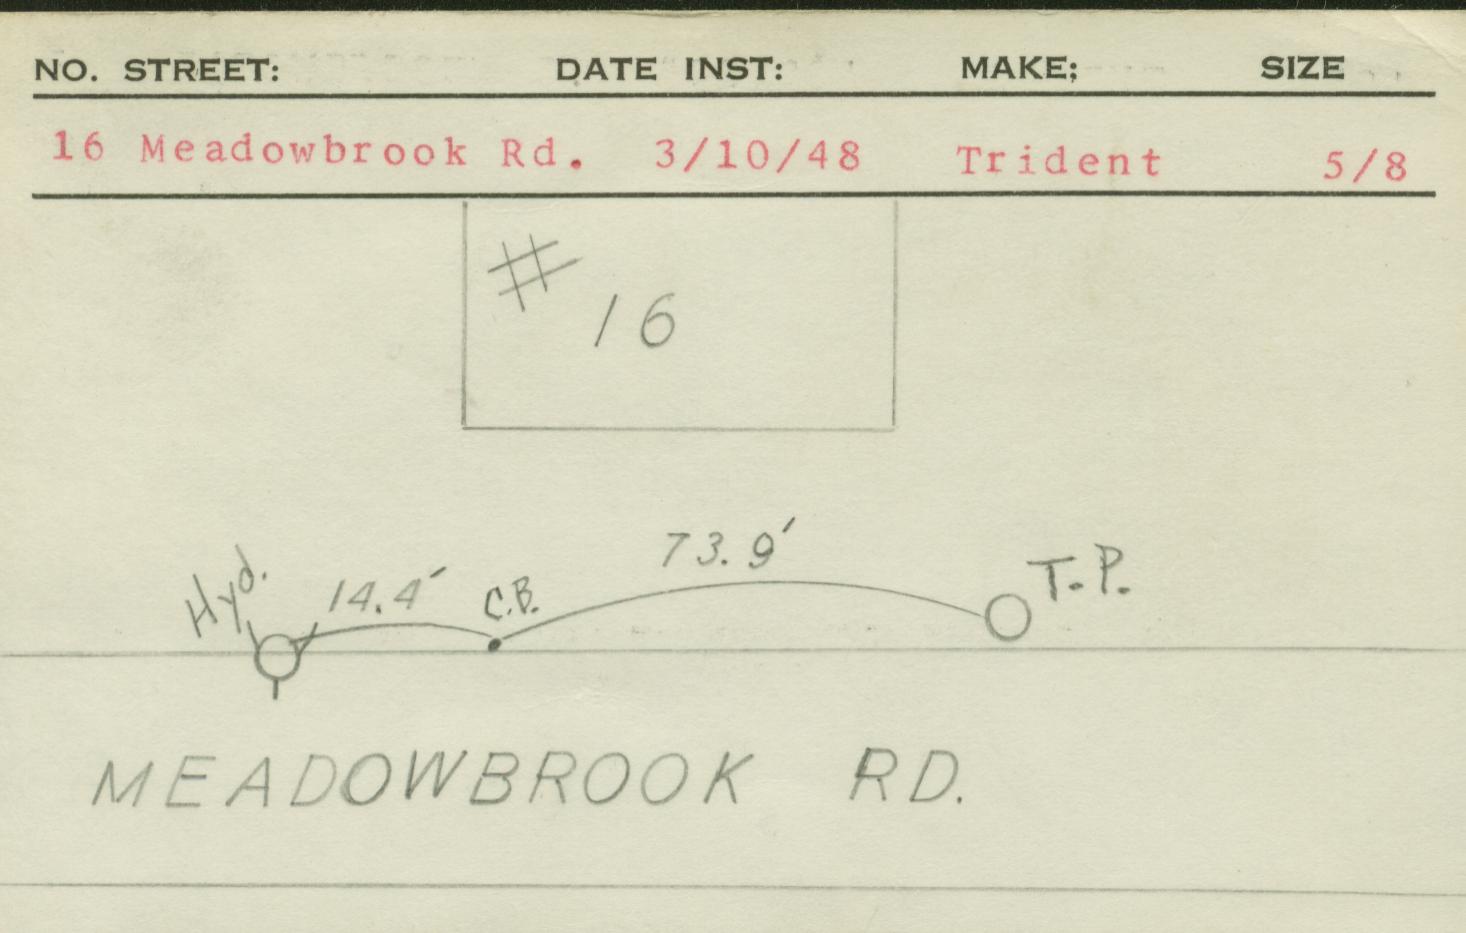 NO. STREET: DATE INST: MAKE; SIZE
16 Meadowbrook Rd. 3/10/48 Trident 5/8
# 16
73.9'
Hyd. 14.4' C.B. T.P.
MEADOWBROOK RD.